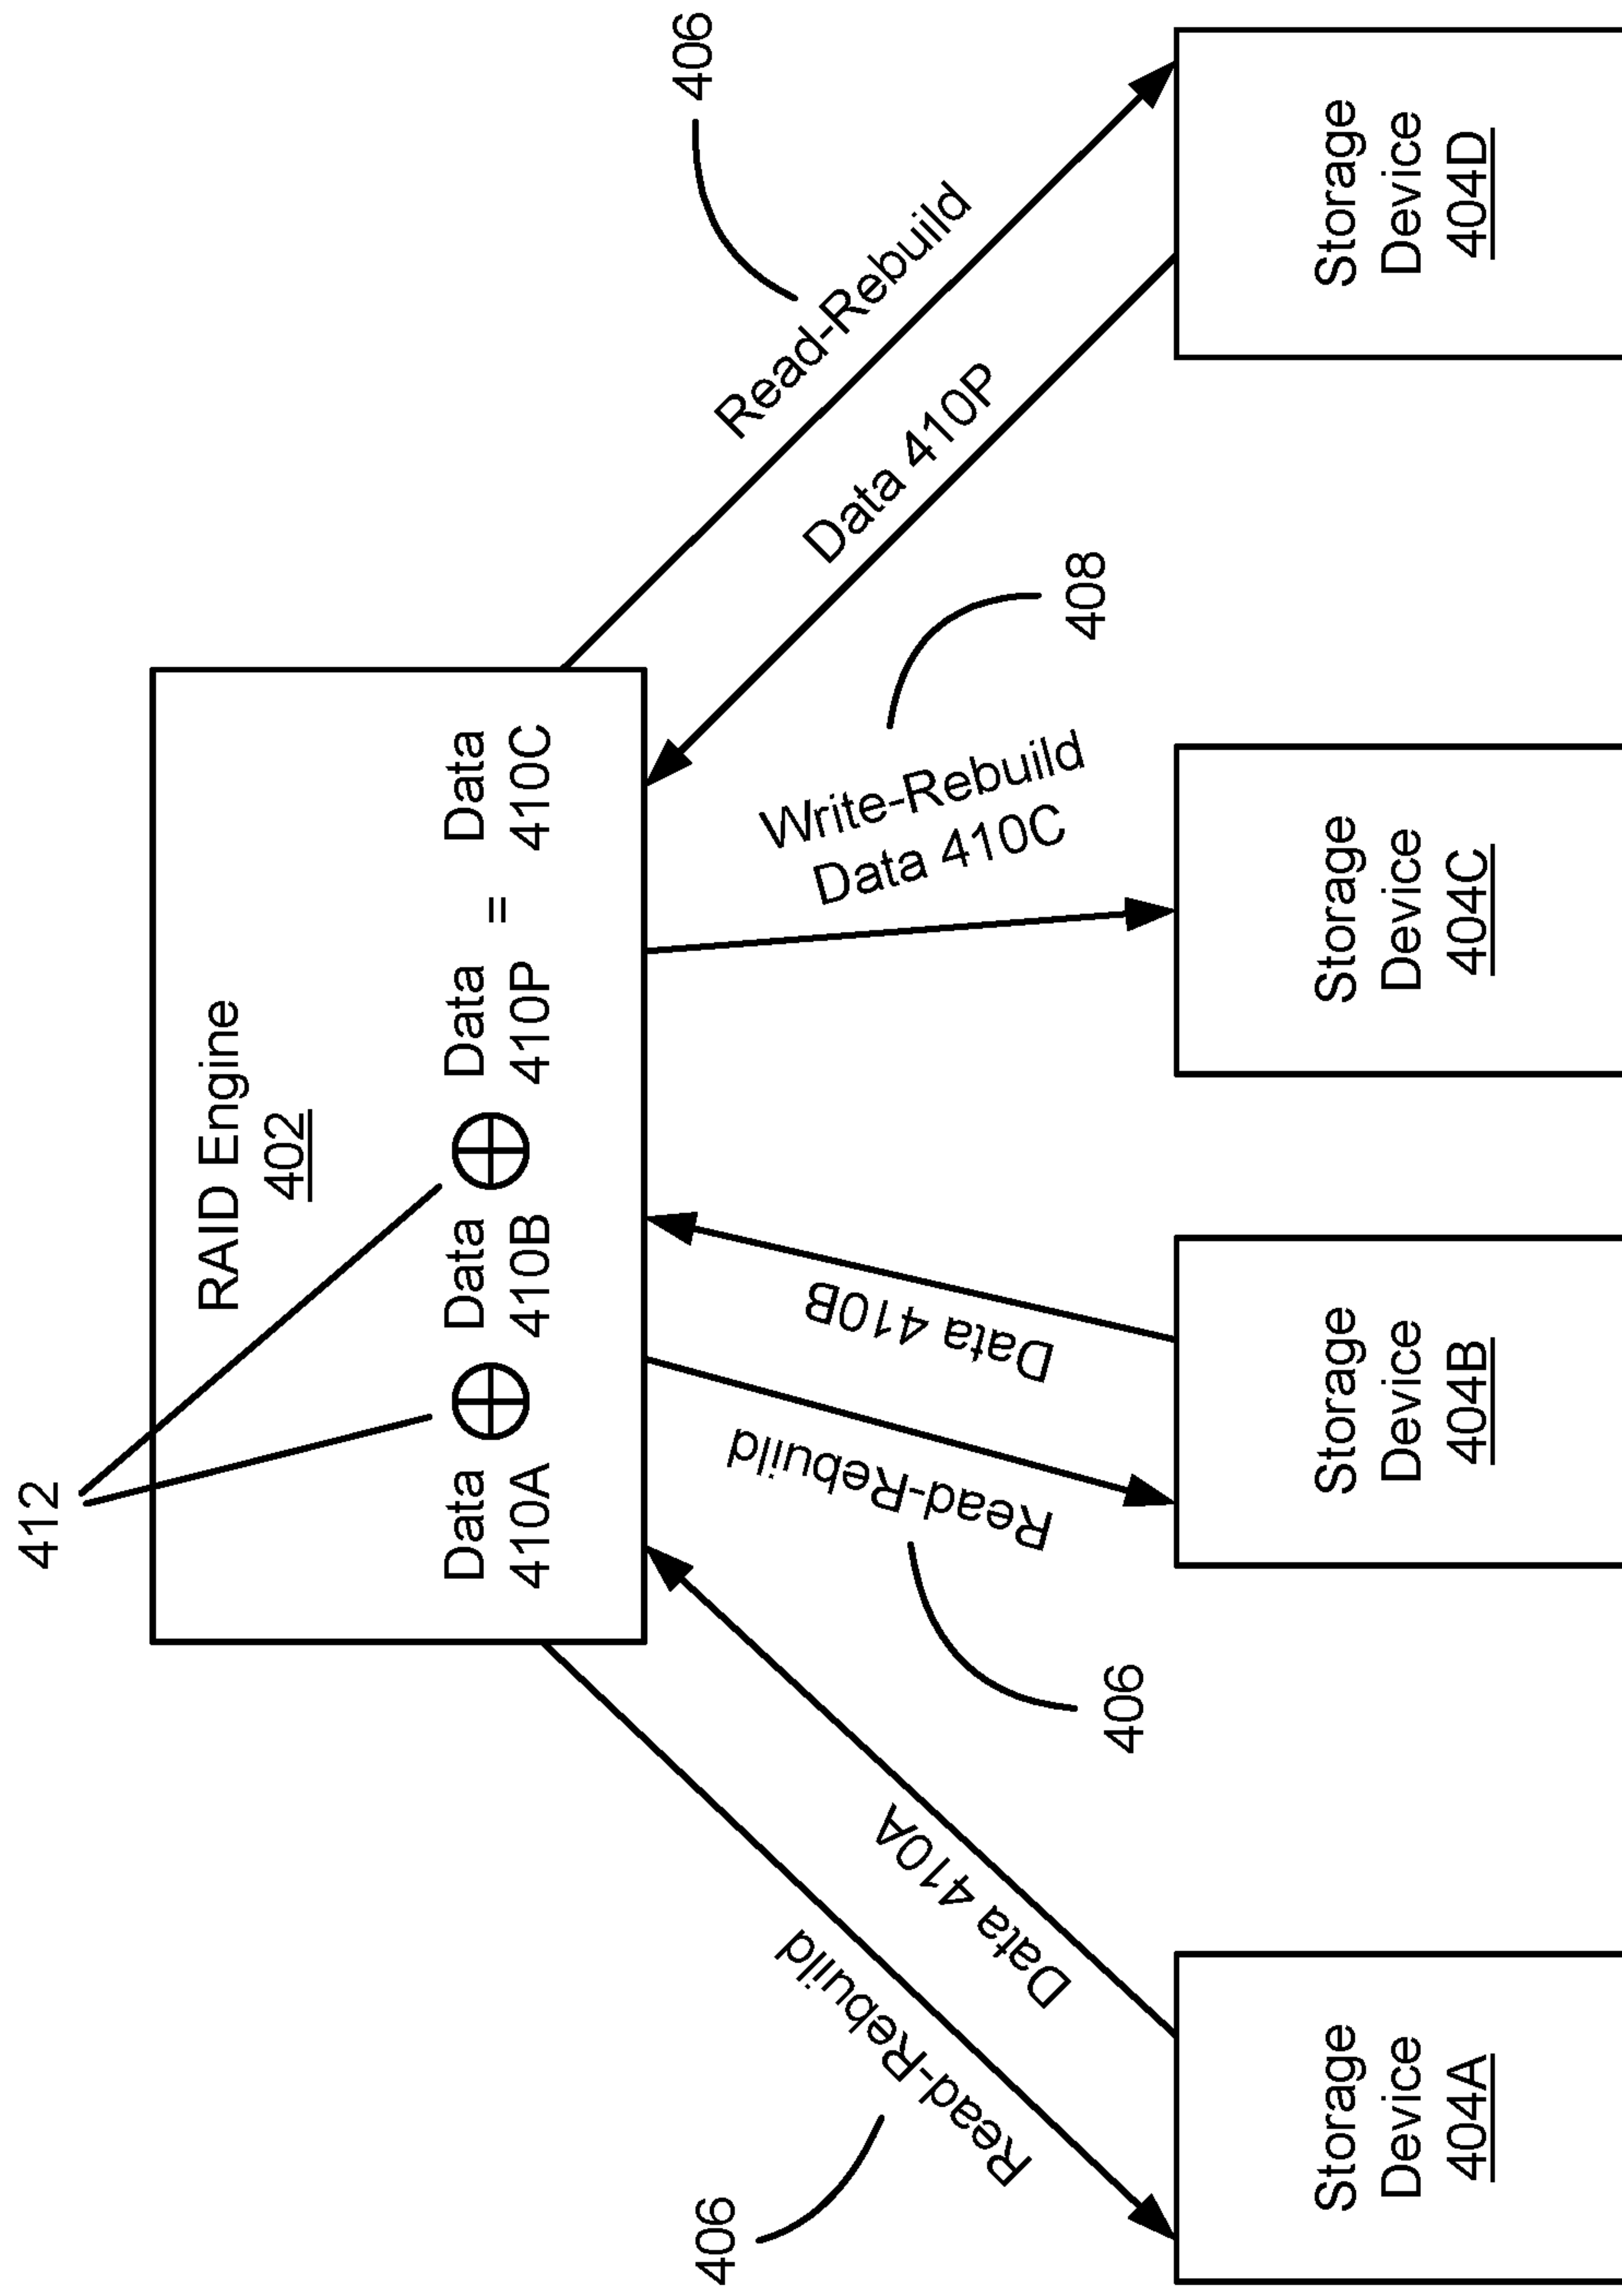 412
RAID Engine
402
Data Data Data Data
410A 410B 410P = 410C
406
Read-Rebuild
Data 410A
Read-Rebuild
406
Data 410B
Write-Rebuild
Data 410C
408
Data 410P
Read-Rebuild
406
Storage
Device
404A
Storage
Device
404B
Storage
Device
404C
Storage
Device
404D